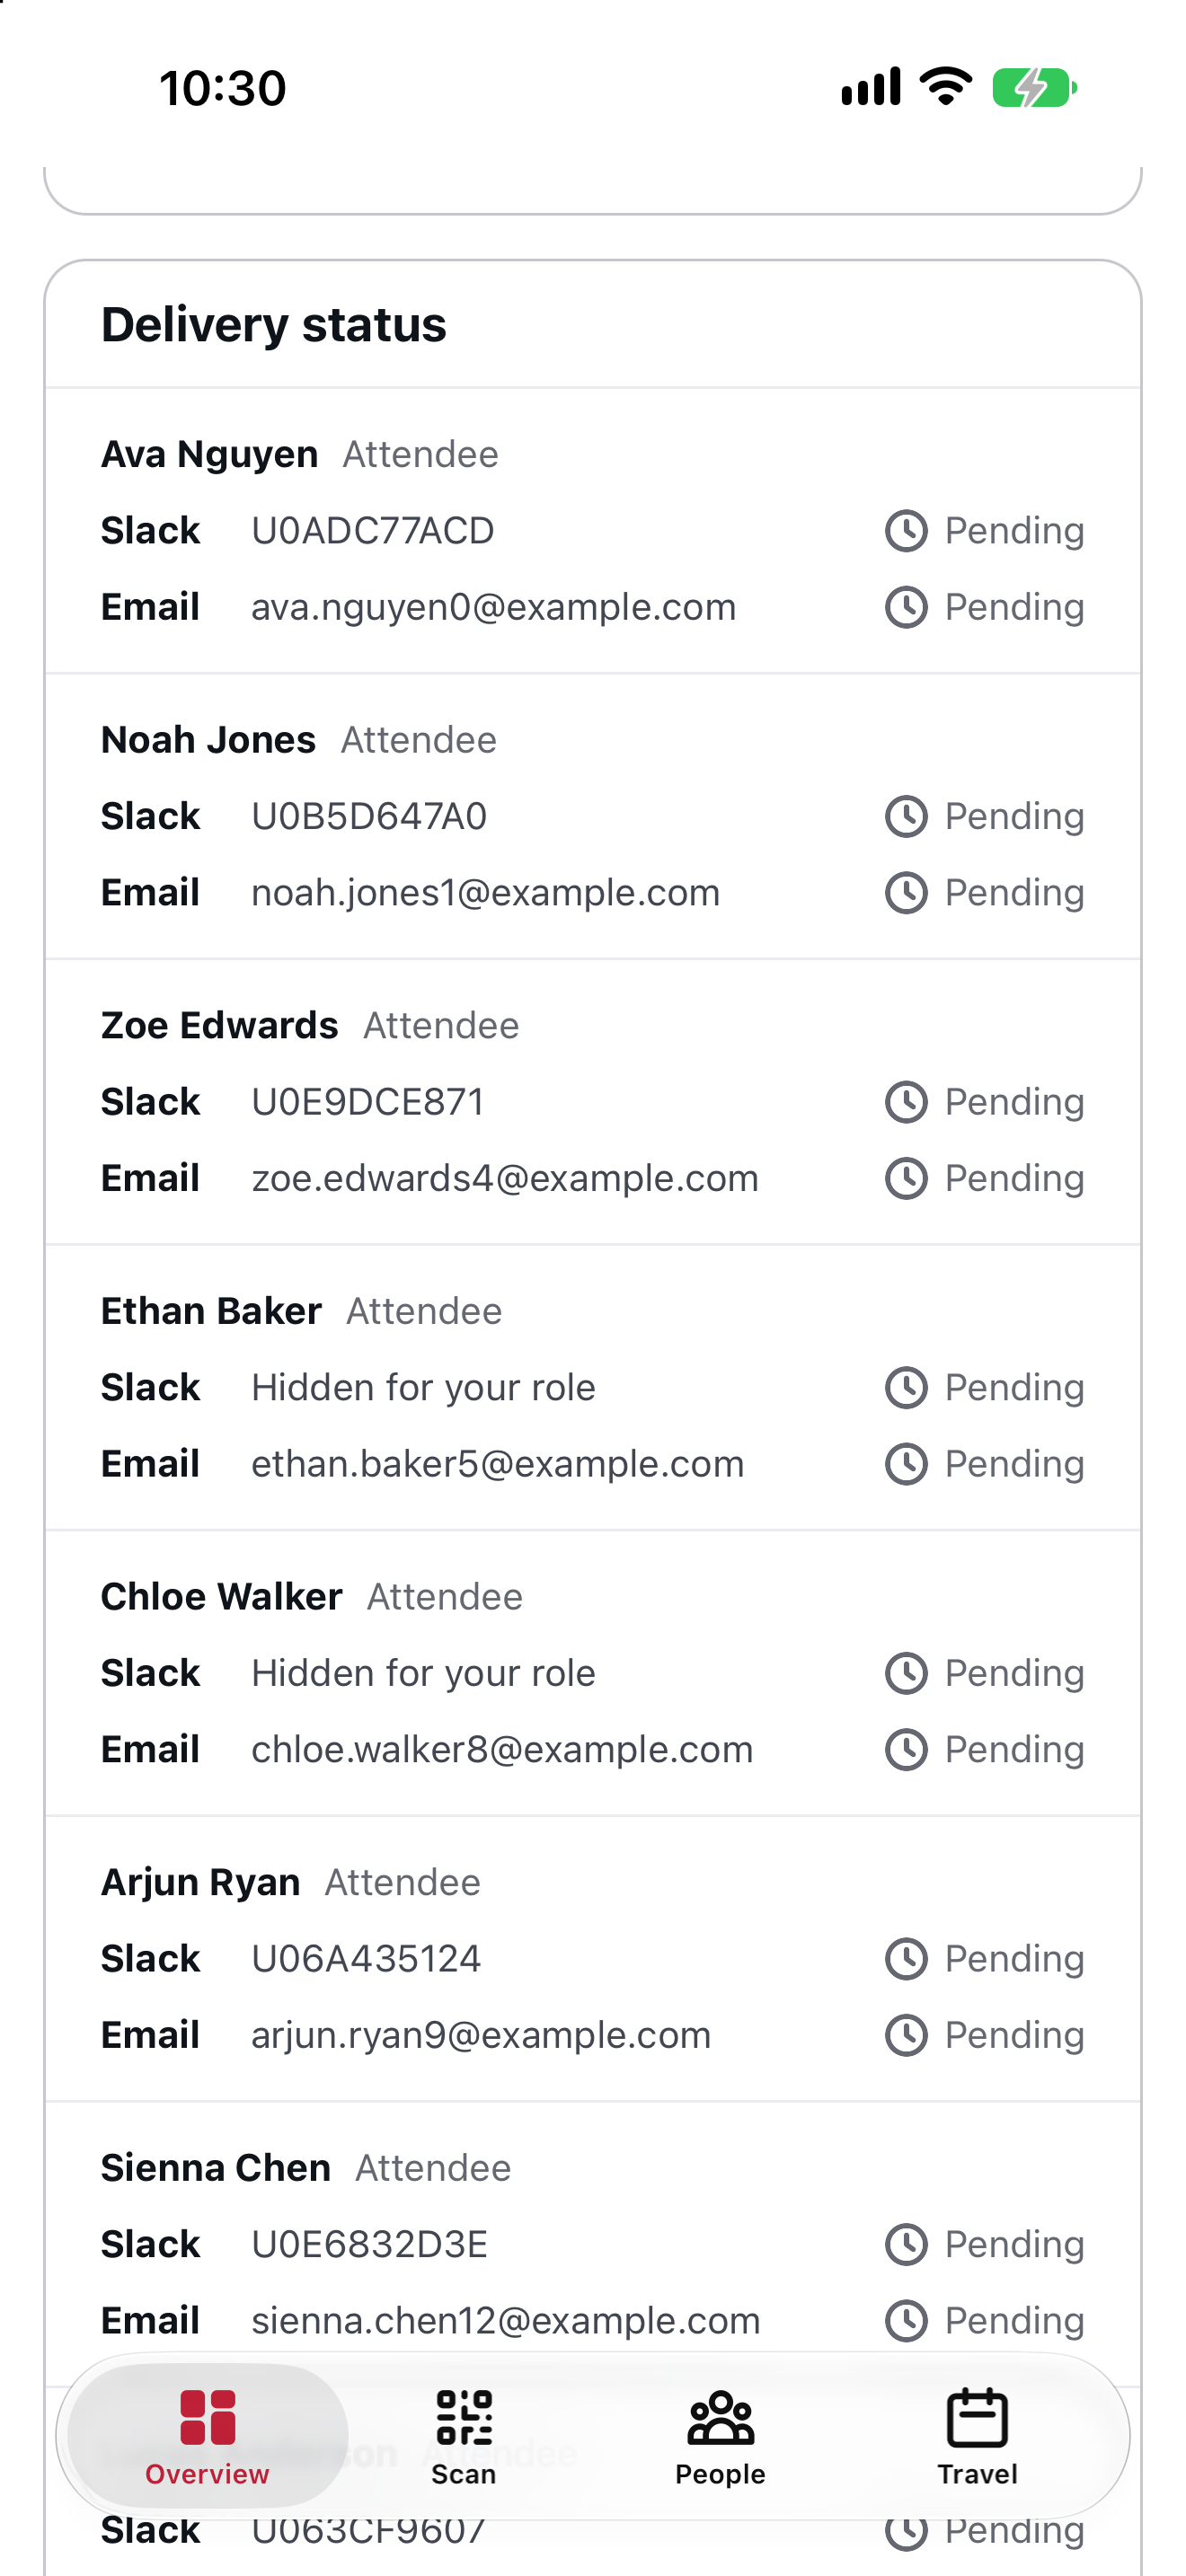 10:30
Delivery status
Ava Nguyen Attendee
Slack U0ADC77ACD Pending
Email ava.nguyen0@example.com Pending
Noah Jones Attendee
Slack U0B5D647A0 Pending
Email noah.jones1@example.com Pending
Zoe Edwards Attendee
Slack U0E9DCE871 Pending
Email zoe.edwards4@example.com Pending
Ethan Baker Attendee
Slack Hidden for your role Pending
Email ethan.baker5@example.com Pending
Chloe Walker Attendee
Slack Hidden for your role Pending
Email chloe.walker8@example.com Pending
Arjun Ryan Attendee
Slack U06A435124 Pending
Email arjun.ryan9@example.com Pending
Sienna Chen Attendee
Slack U0E6832D3E Pending
Email sienna.chen12@example.com Pending
Attendee
Overview Scan People Travel
Slack U063CF9607 Pending